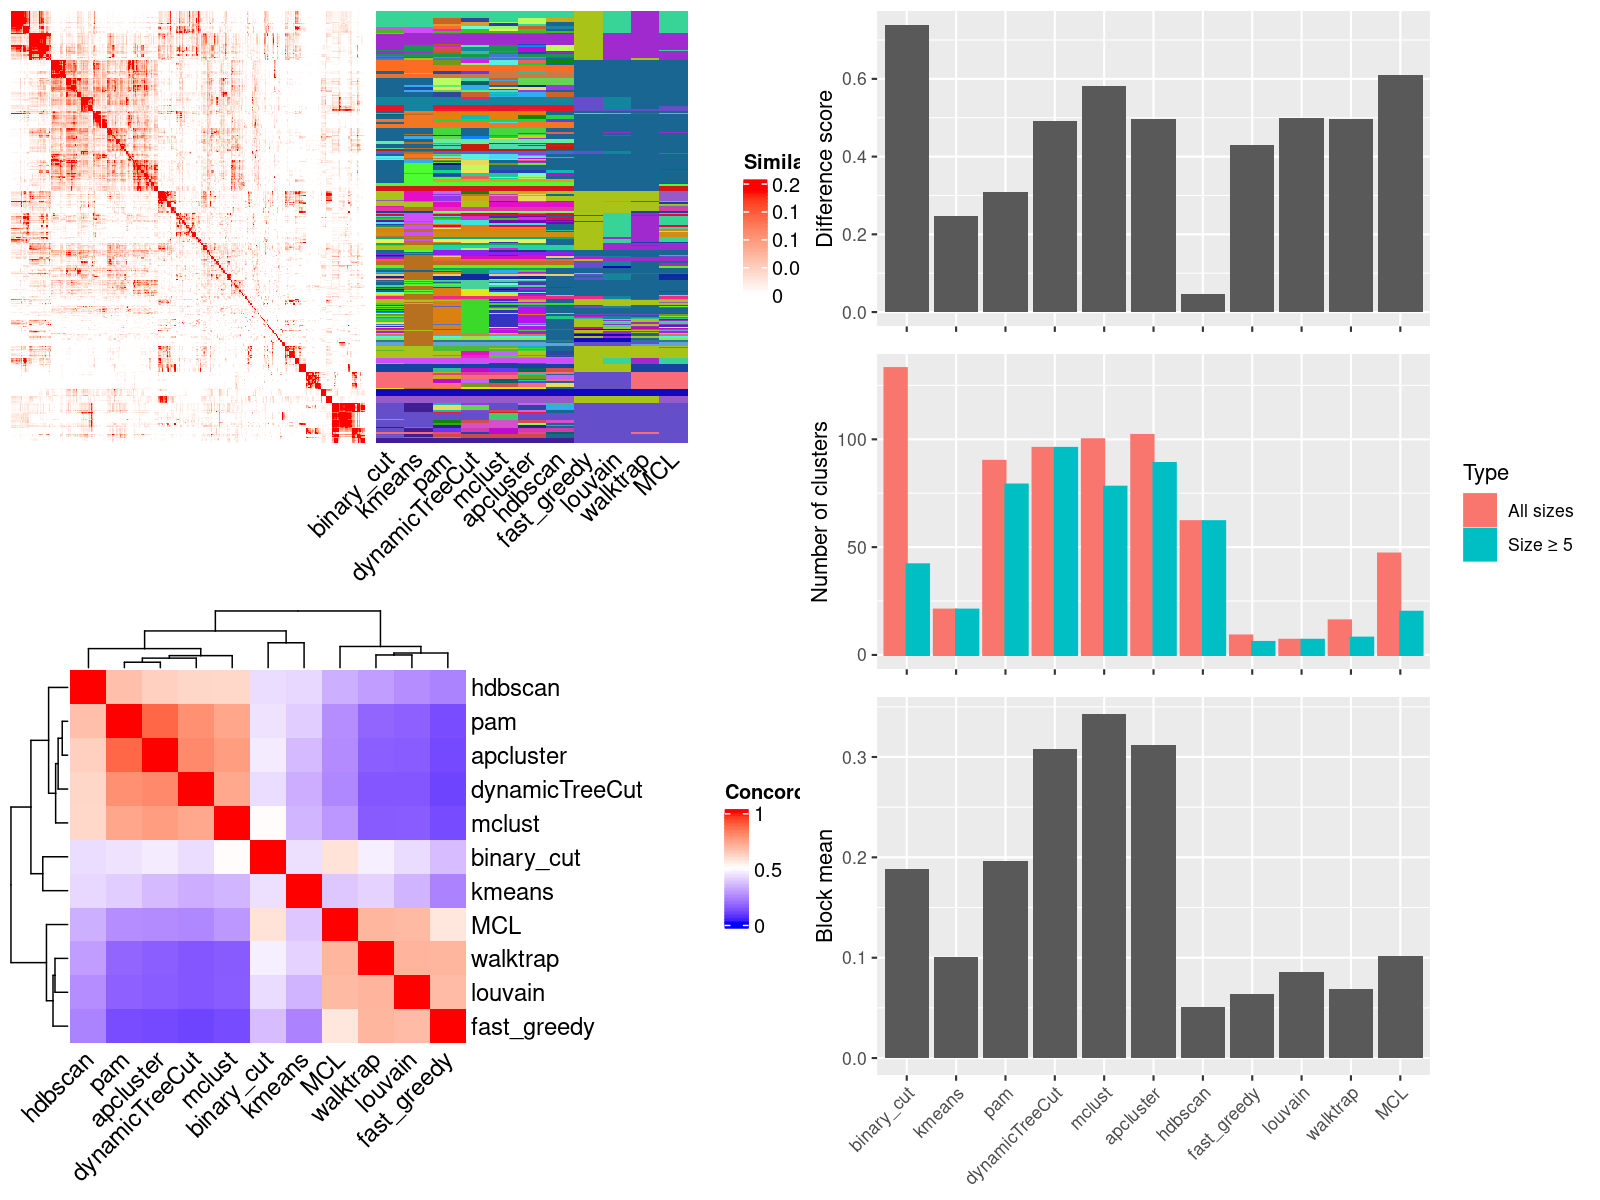 Simila
0.2
0.1
0.1
0.0
0
binary_cut
kmeans
pam
dynamicTreeCut
mclust
apcluster
hdbscan
fast_greedy
louvain
walktrap
MCL
hdbscan
pam
apcluster
dynamicTreeCut
mclust
binary_cut
kmeans
MCL
walktrap
louvain
fast_greedy
hdbscan
pam
apcluster
dynamicTreeCut
mclust
binary_cut
kmeans
MCL
walktrap
louvain
fast_greedy
Concord
1
0.5
0
Difference score
0.6
0.4
0.2
0.0
Number of clusters
100
50
0
Type
All sizes
Size ≥ 5
Block mean
0.3
0.2
0.1
0.0
binary_cut
kmeans
pam
dynamicTreeCut
mclust
apcluster
hdbscan
fast_greedy
louvain
walktrap
MCL